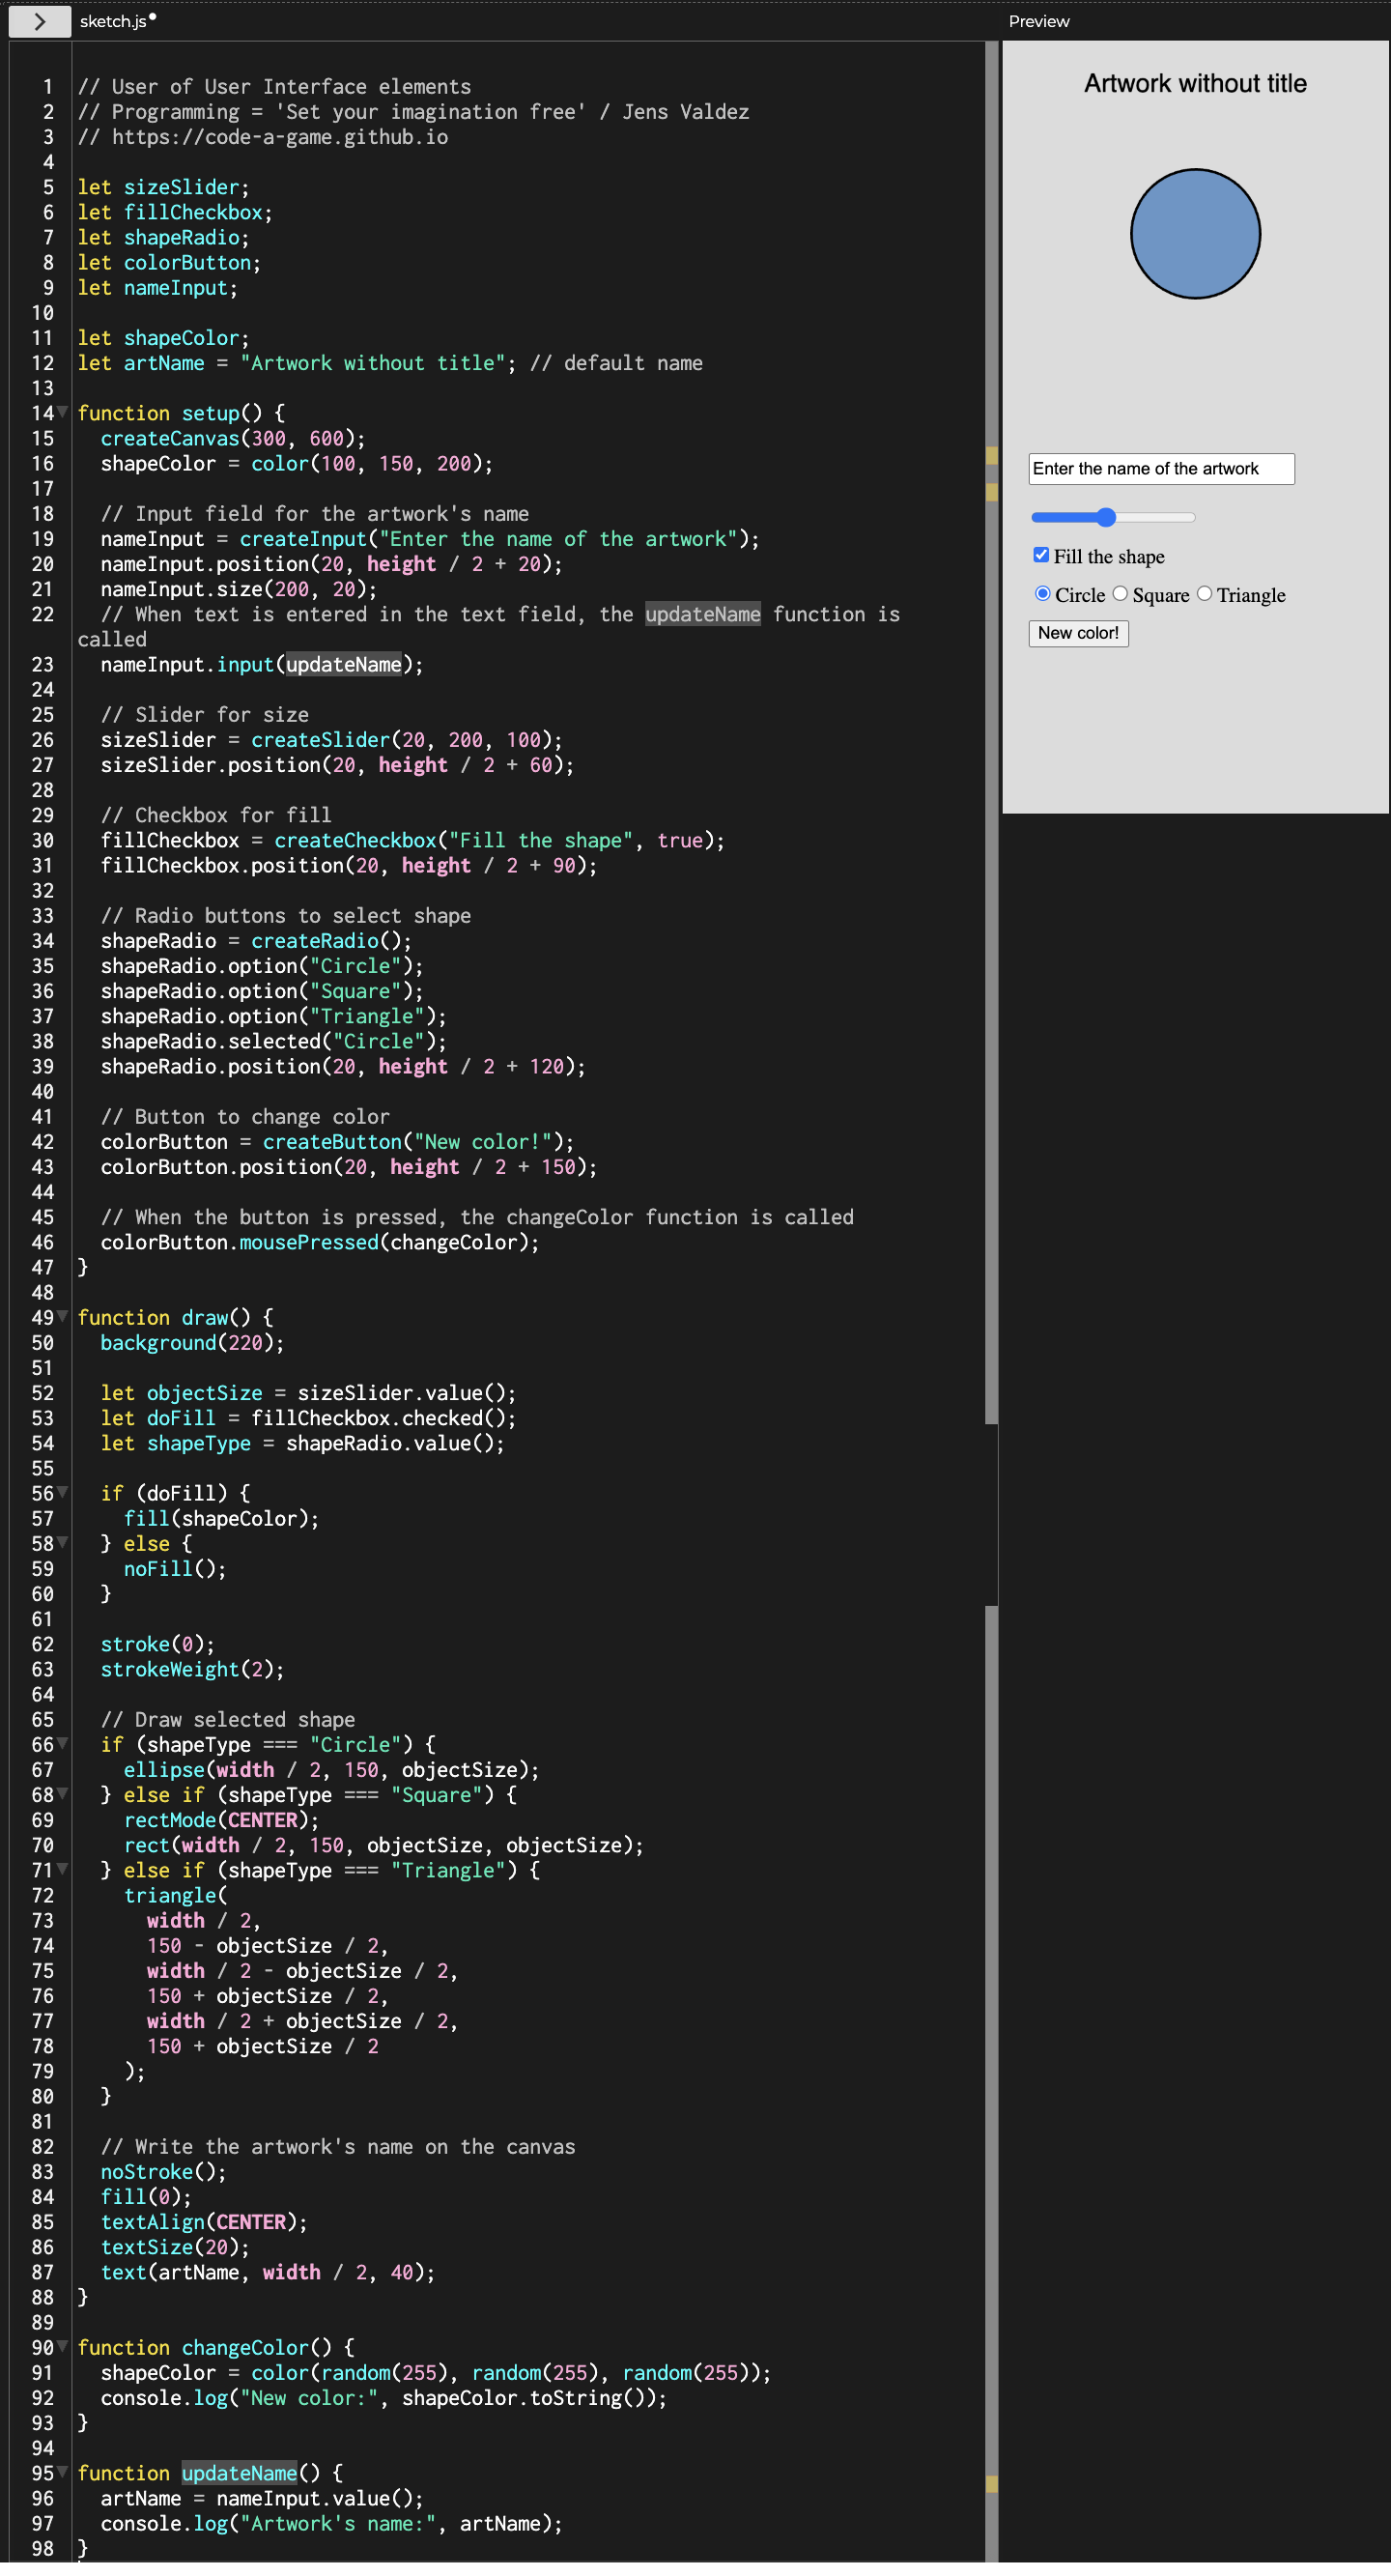 sketch.js
Preview
1 // User of User Interface elements
2 // Programming = 'Set your imagination free' / Jens Valdez
3 // https://code-a-game.github.io
4
5 let sizeSlider;
6 let fillCheckbox;
7 let shapeRadio;
8 let colorButton;
9 let nameInput;
10
11 let shapeColor;
12 let artName = "Artwork without title"; // default name
13
14 function setup() {
15   createCanvas(300, 600);
16   shapeColor = color(100, 150, 200);
17
18   // Input field for the artwork's name
19   nameInput = createInput("Enter the name of the artwork");
20   nameInput.position(20, height / 2 + 20);
21   nameInput.size(200, 20);
22   // When text is entered in the text field, the updateName function is
called
23   nameInput.input(updateName);
24
25   // Slider for size
26   sizeSlider = createSlider(20, 200, 100);
27   sizeSlider.position(20, height / 2 + 60);
28
29   // Checkbox for fill
30   fillCheckbox = createCheckbox("Fill the shape", true);
31   fillCheckbox.position(20, height / 2 + 90);
32
33   // Radio buttons to select shape
34   shapeRadio = createRadio();
35   shapeRadio.option("Circle");
36   shapeRadio.option("Square");
37   shapeRadio.option("Triangle");
38   shapeRadio.selected("Circle");
39   shapeRadio.position(20, height / 2 + 120);
40
41   // Button to change color
42   colorButton = createButton("New color!");
43   colorButton.position(20, height / 2 + 150);
44
45   // When the button is pressed, the changeColor function is called
46   colorButton.mousePressed(changeColor);
47 }
48
49 function draw() {
50   background(220);
51
52   let objectSize = sizeSlider.value();
53   let doFill = fillCheckbox.checked();
54   let shapeType = shapeRadio.value();
55
56   if (doFill) {
57     fill(shapeColor);
58   } else {
59     noFill();
60   }
61
62   stroke(0);
63   strokeWeight(2);
64
65   // Draw selected shape
66   if (shapeType === "Circle") {
67     ellipse(width / 2, 150, objectSize);
68   } else if (shapeType === "Square") {
69     rectMode(CENTER);
70     rect(width / 2, 150, objectSize, objectSize);
71   } else if (shapeType === "Triangle") {
72     triangle(
73       width / 2,
74       150 - objectSize / 2,
75       width / 2 - objectSize / 2,
76       150 + objectSize / 2,
77       width / 2 + objectSize / 2,
78       150 + objectSize / 2
79     );
80   }
81
82   // Write the artwork's name on the canvas
83   noStroke();
84   fill(0);
85   textAlign(CENTER);
86   textSize(20);
87   text(artName, width / 2, 40);
88 }
89
90 function changeColor() {
91   shapeColor = color(random(255), random(255), random(255));
92   console.log("New color:", shapeColor.toString());
93 }
94
95 function updateName() {
96   artName = nameInput.value();
97   console.log("Artwork's name:", artName);
98 }
Artwork without title
Enter the name of the artwork
Fill the shape
Circle Square Triangle
New color!